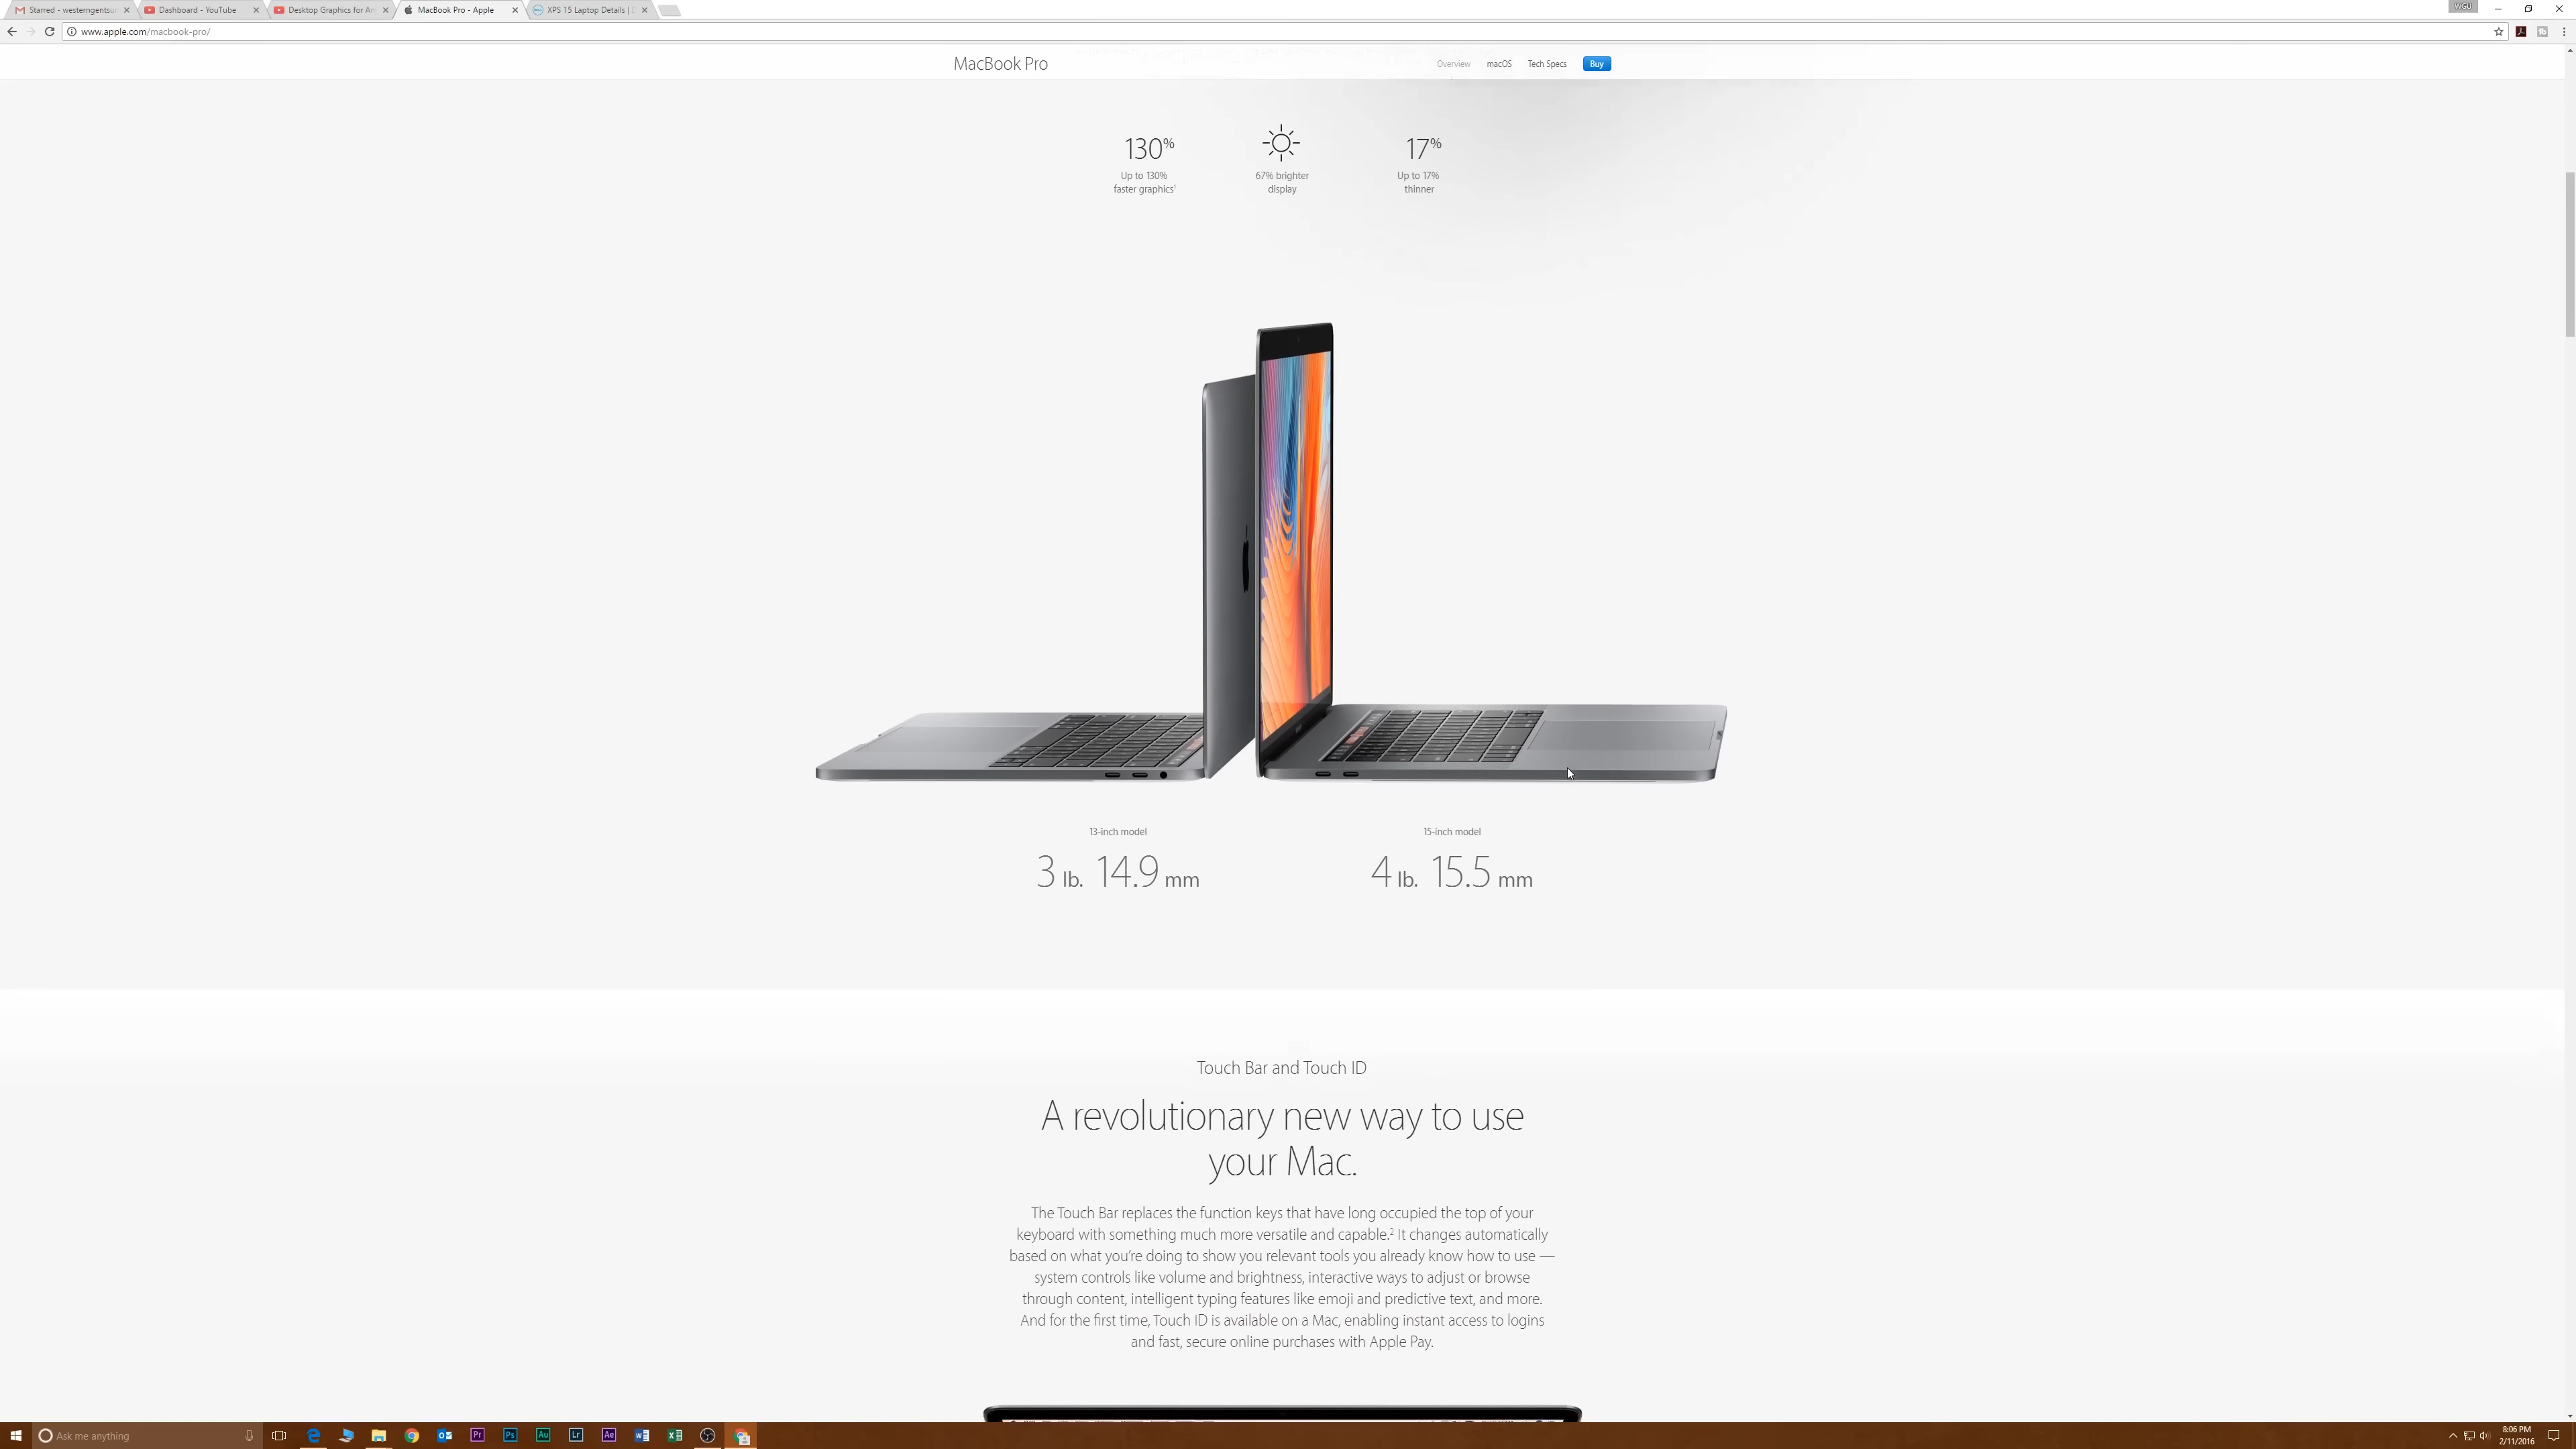 Starred - westerngentsu
Dashboard - YouTube
Desktop Graphics for An
MacBook Pro - Apple
XPS 15 Laptop Details | D
WGU
www.apple.com/macbook-pro/
MacBook Pro
Overview
macOS
Tech Specs
Buy
130%
Up to 130%
faster graphics¹
67% brighter
display
17%
Up to 17%
thinner
13-inch model
3 lb. 14.9 mm
15-inch model
4 lb. 15.5 mm
Touch Bar and Touch ID
A revolutionary new way to use
your Mac.
The Touch Bar replaces the function keys that have long occupied the top of your
keyboard with something much more versatile and capable.² It changes automatically
based on what you’re doing to show you relevant tools you already know how to use —
system controls like volume and brightness, interactive ways to adjust or browse
through content, intelligent typing features like emoji and predictive text, and more.
And for the first time, Touch ID is available on a Mac, enabling instant access to logins
and fast, secure online purchases with Apple Pay.
Ask me anything
Pr
Ps
Au
Lr
Ae
8:06 PM
2/11/2016